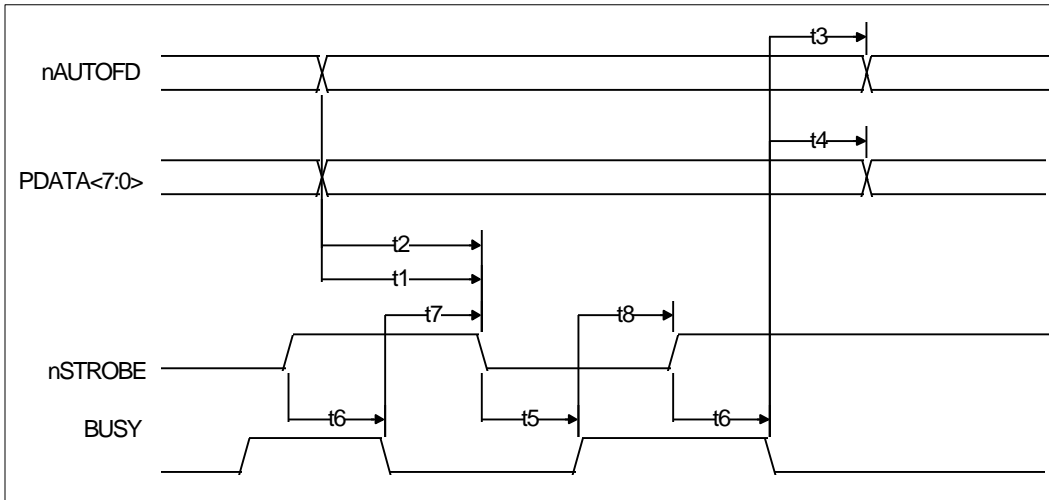 t3
nAUTOFD
t4
PDATA<7:0>
t2
t1
t7
t8
nSTROBE
t6
t5
t6
BUSY